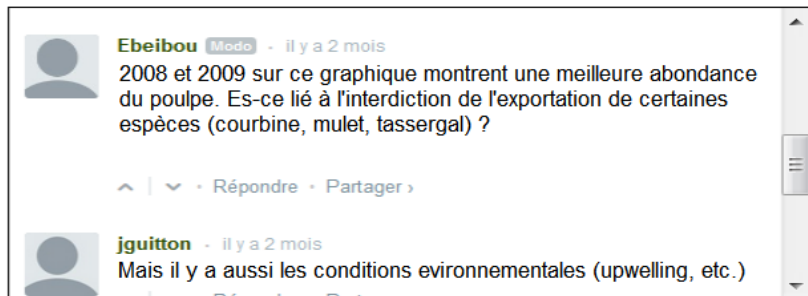 Ebeibou Modo · il y a 2 mois
2008 et 2009 sur ce graphique montrent une meilleure abondance
du poulpe. Es-ce lié à l'interdiction de l'exportation de certaines
espèces (courbine, mulet, tassergal) ?
Répondre · Partager ›
jguitton · il y a 2 mois
Mais il y a aussi les conditions evironnementales (upwelling, etc.)